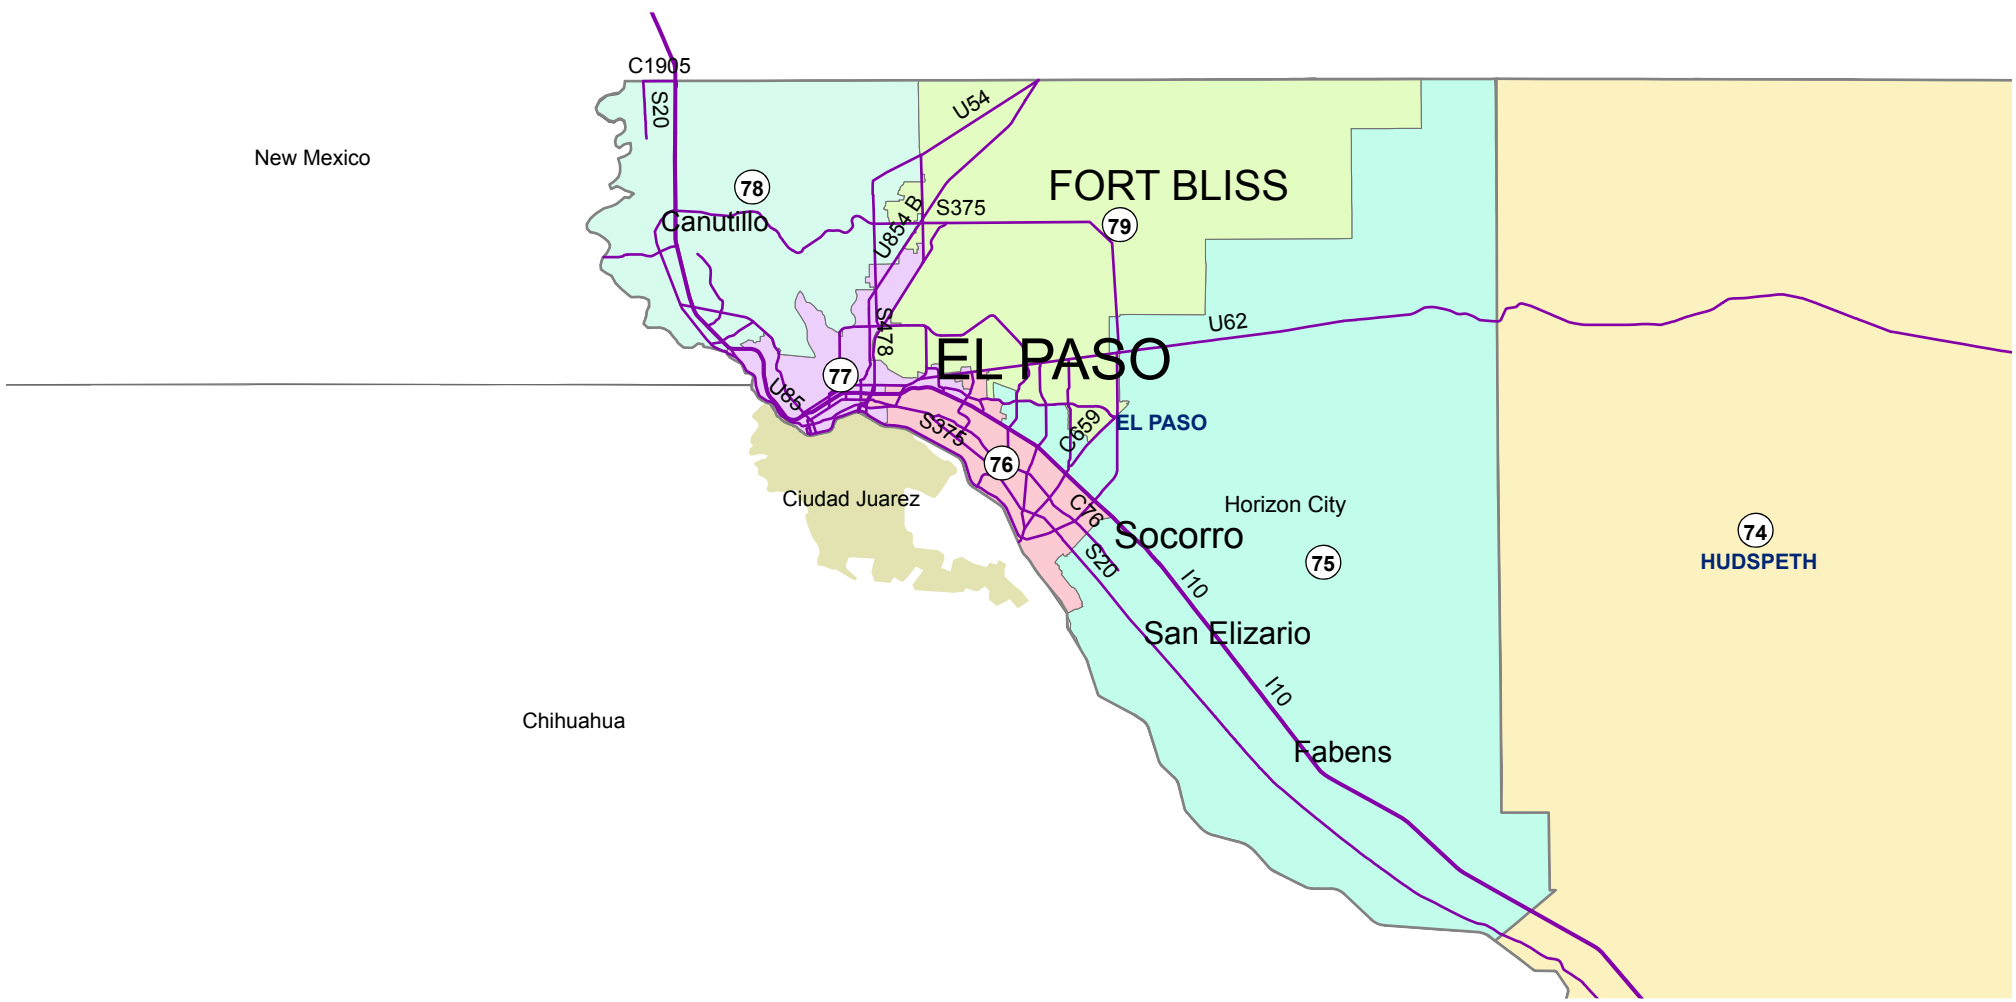 C1905
S20
U54
New Mexico
78
FORT BLISS
Canutillo
U854 B
S375
79
S478
U62
EL PASO
77
U85
S375
C659
EL PASO
76
Ciudad Juarez
Horizon City
C76
Socorro
74
HUDSPETH
S20
75
I10
San Elizario
I10
Chihuahua
Fabens